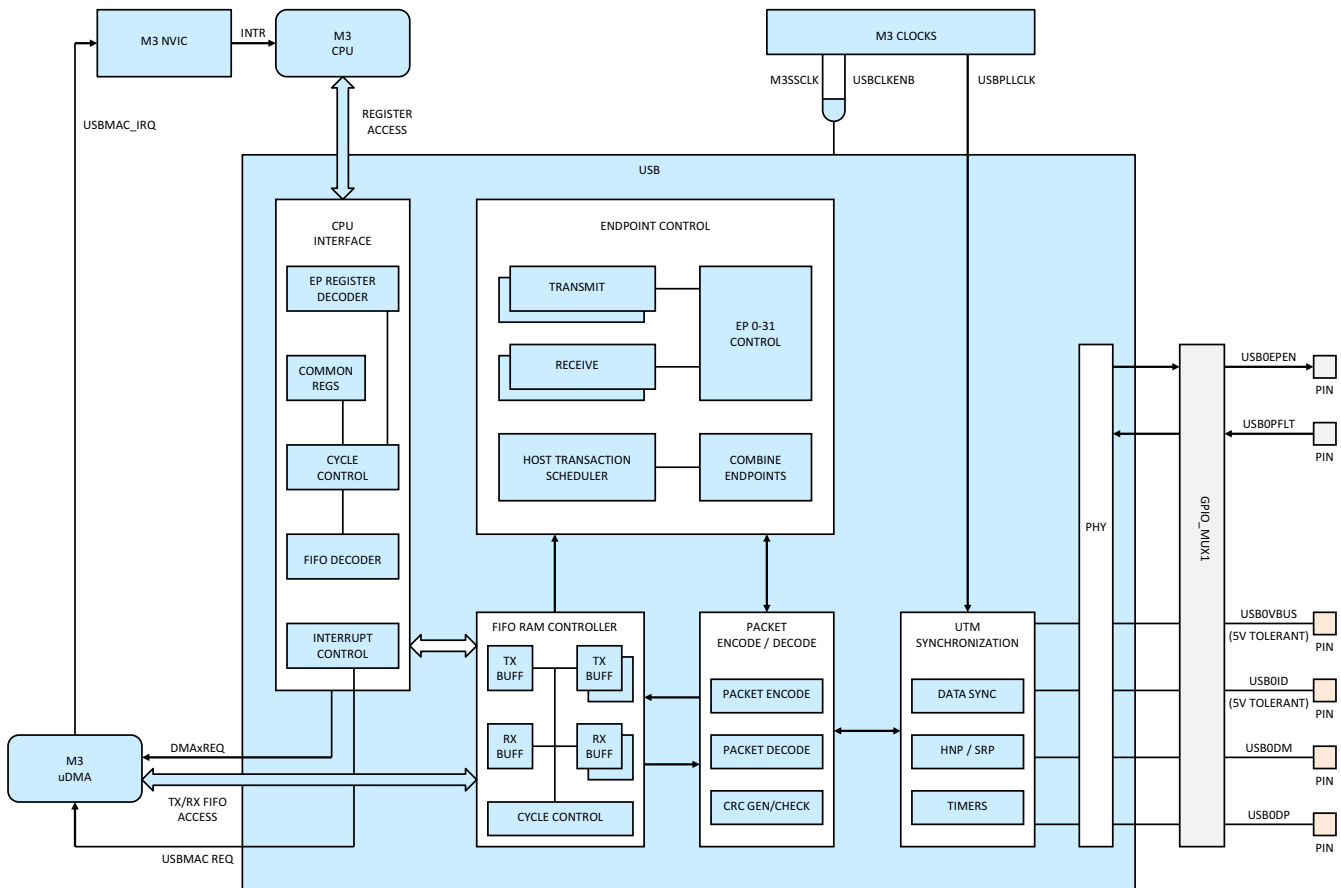 M3 NVIC
INTR
M3
CPU
M3 CLOCKS
M3SSCLK
USBCLKENB
USBPLLCLK
USBMAC_IRQ
REGISTER
ACCESS
USB
CPU
INTERFACE
EP REGISTER
DECODER
COMMON
REGS
CYCLE
CONTROL
FIFO DECODER
INTERRUPT
CONTROL
ENDPOINT CONTROL
TRANSMIT
RECEIVE
EP 0-31
CONTROL
HOST TRANSACTION
SCHEDULER
COMBINE
ENDPOINTS
FIFO RAM CONTROLLER
TX
BUFF
TX
BUFF
RX
BUFF
RX
BUFF
CYCLE CONTROL
PACKET
ENCODE / DECODE
PACKET ENCODE
PACKET DECODE
CRC GEN/CHECK
UTM
SYNCHRONIZATION
DATA SYNC
HNP / SRP
TIMERS
PHY
GPIO_MUX1
USB0EPEN
PIN
USB0PFLT
PIN
USB0VBUS
(5V TOLERANT)
PIN
USB0ID
(5V TOLERANT)
PIN
USB0DM
PIN
USB0DP
PIN
M3
uDMA
DMAxREQ
TX/RX FIFO
ACCESS
USBMAC REQ